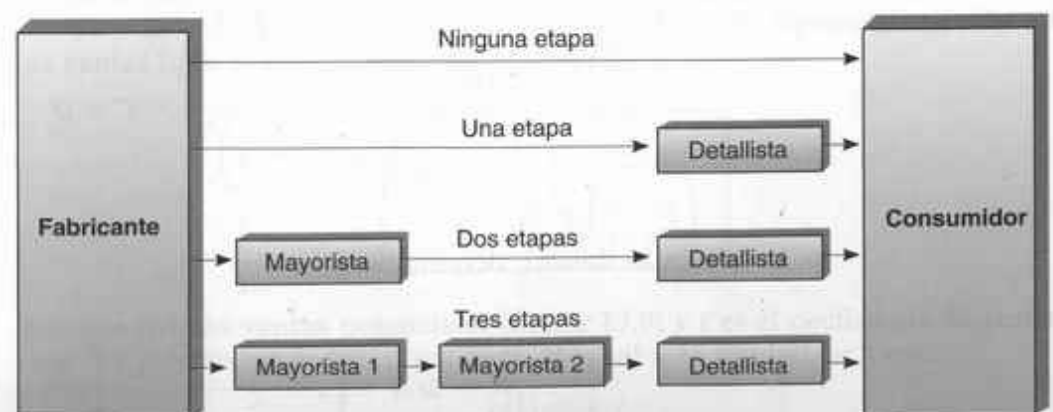 Ninguna etapa
Una etapa
Detallista
Fabricante
Consumidor
Dos etapas
Mayorista
Detallista
Tres etapas
Mayorista 1
Mayorista 2
Detallista